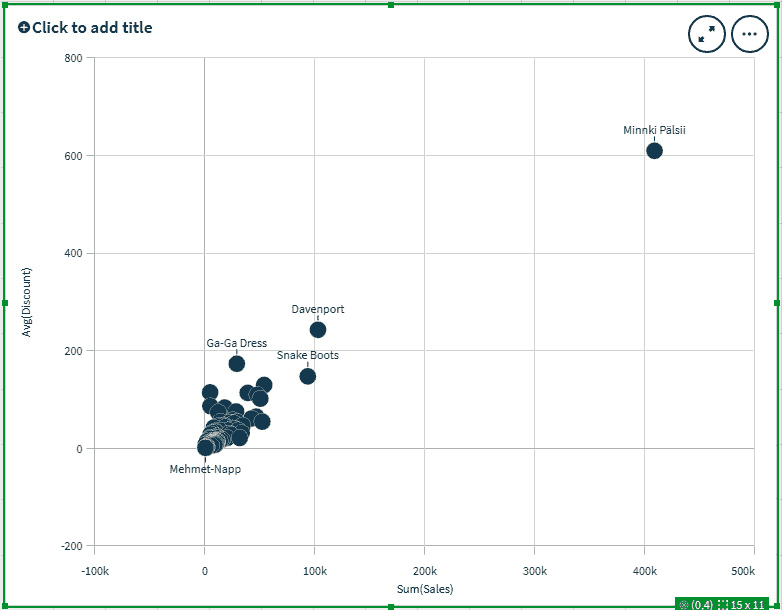 Click to add title
800
600
400
200
0
-200
Avg(Discount)
Minnki Pälsii
Davenport
Ga-Ga Dress
Snake Boots
Mehmet-Napp
-100k 0 100k 200k 300k 400k 500k
Sum(Sales)
(0,4) 15 x 11